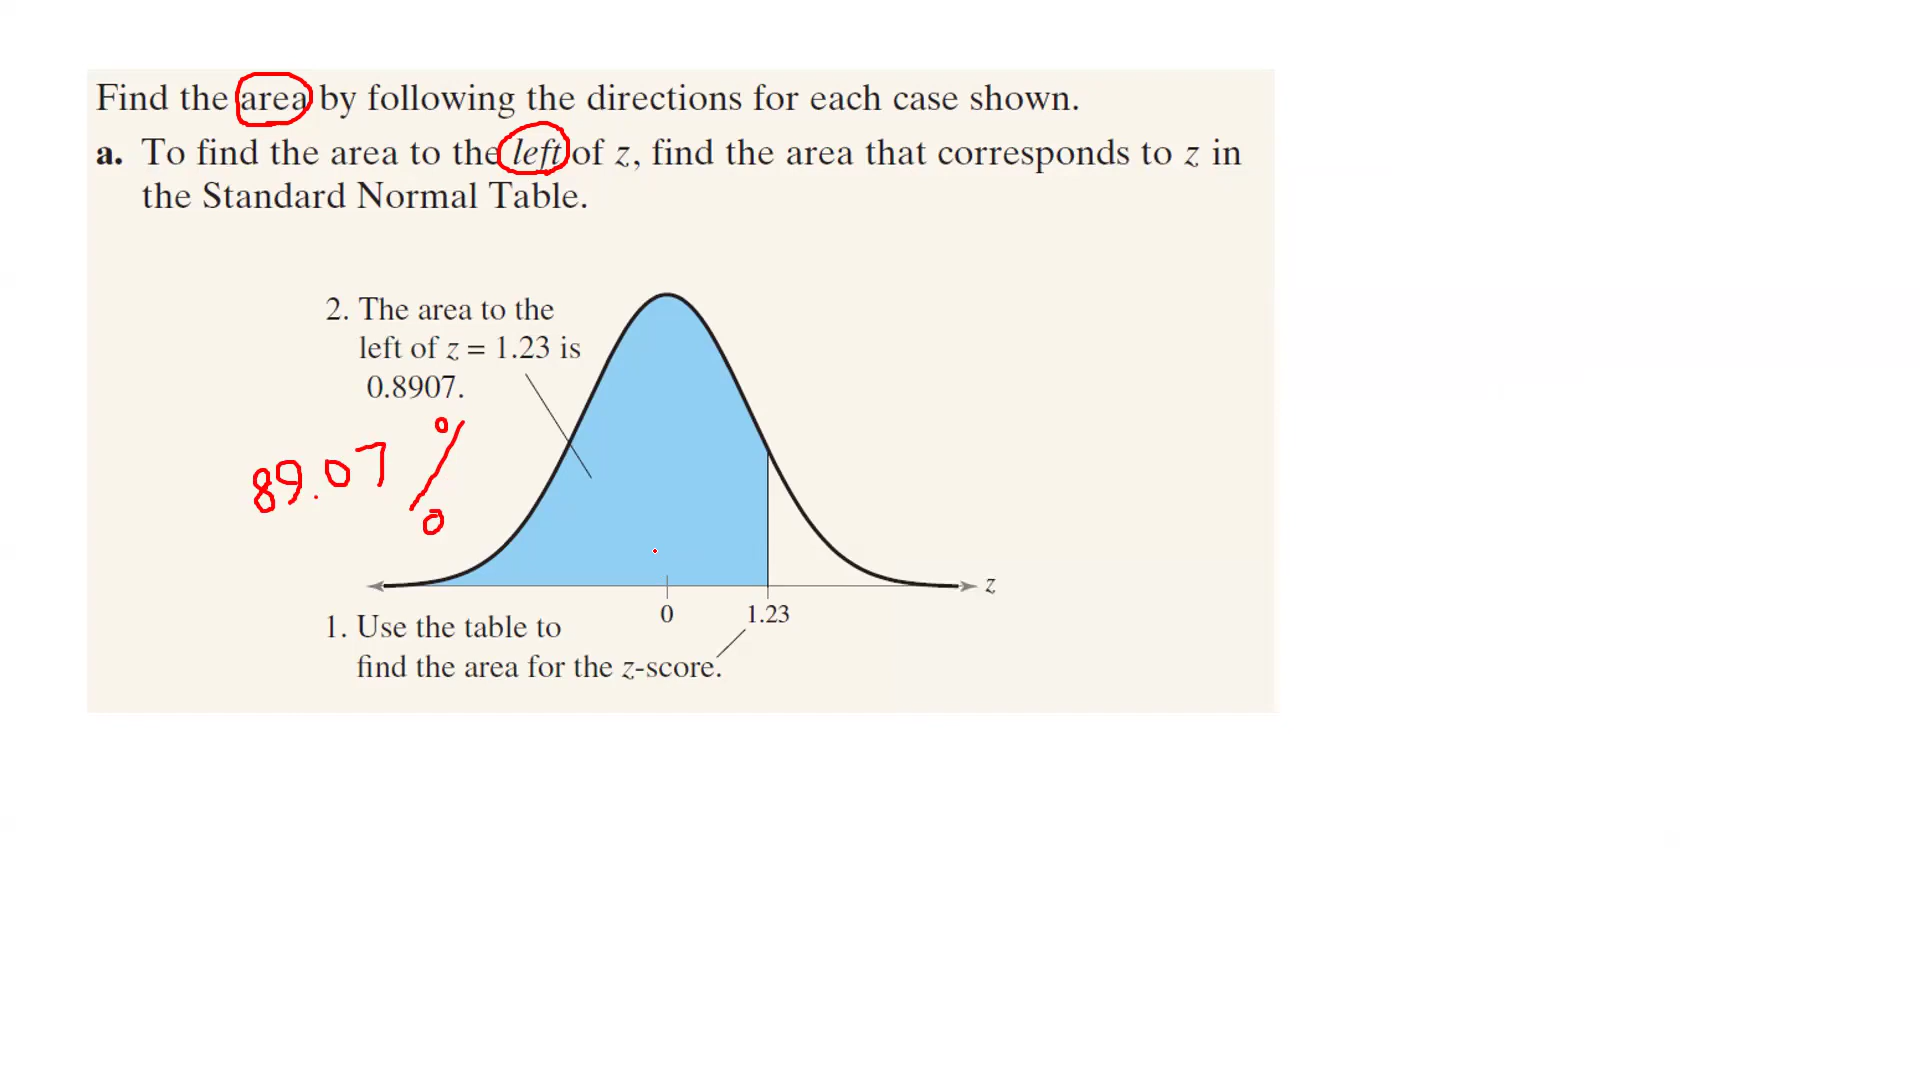 Find the area by following the directions for each case shown.
a. To find the area to the left of z, find the area that corresponds to z in
the Standard Normal Table.
2. The area to the
left of z = 1.23 is
0.8907.
89.07 %
z
0
1.23
1. Use the table to
find the area for the z-score.